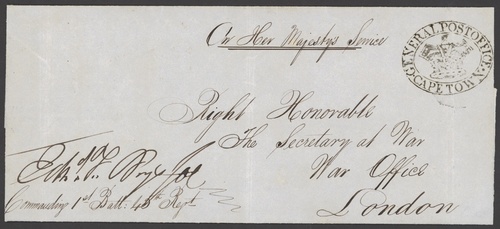 On Her Majestys Service
GENERAL POST OFFICE
CAPE TOWN
Right Honorable
The Secretary at War
War Office
London
Commanding 1st Batt: 45th Regt